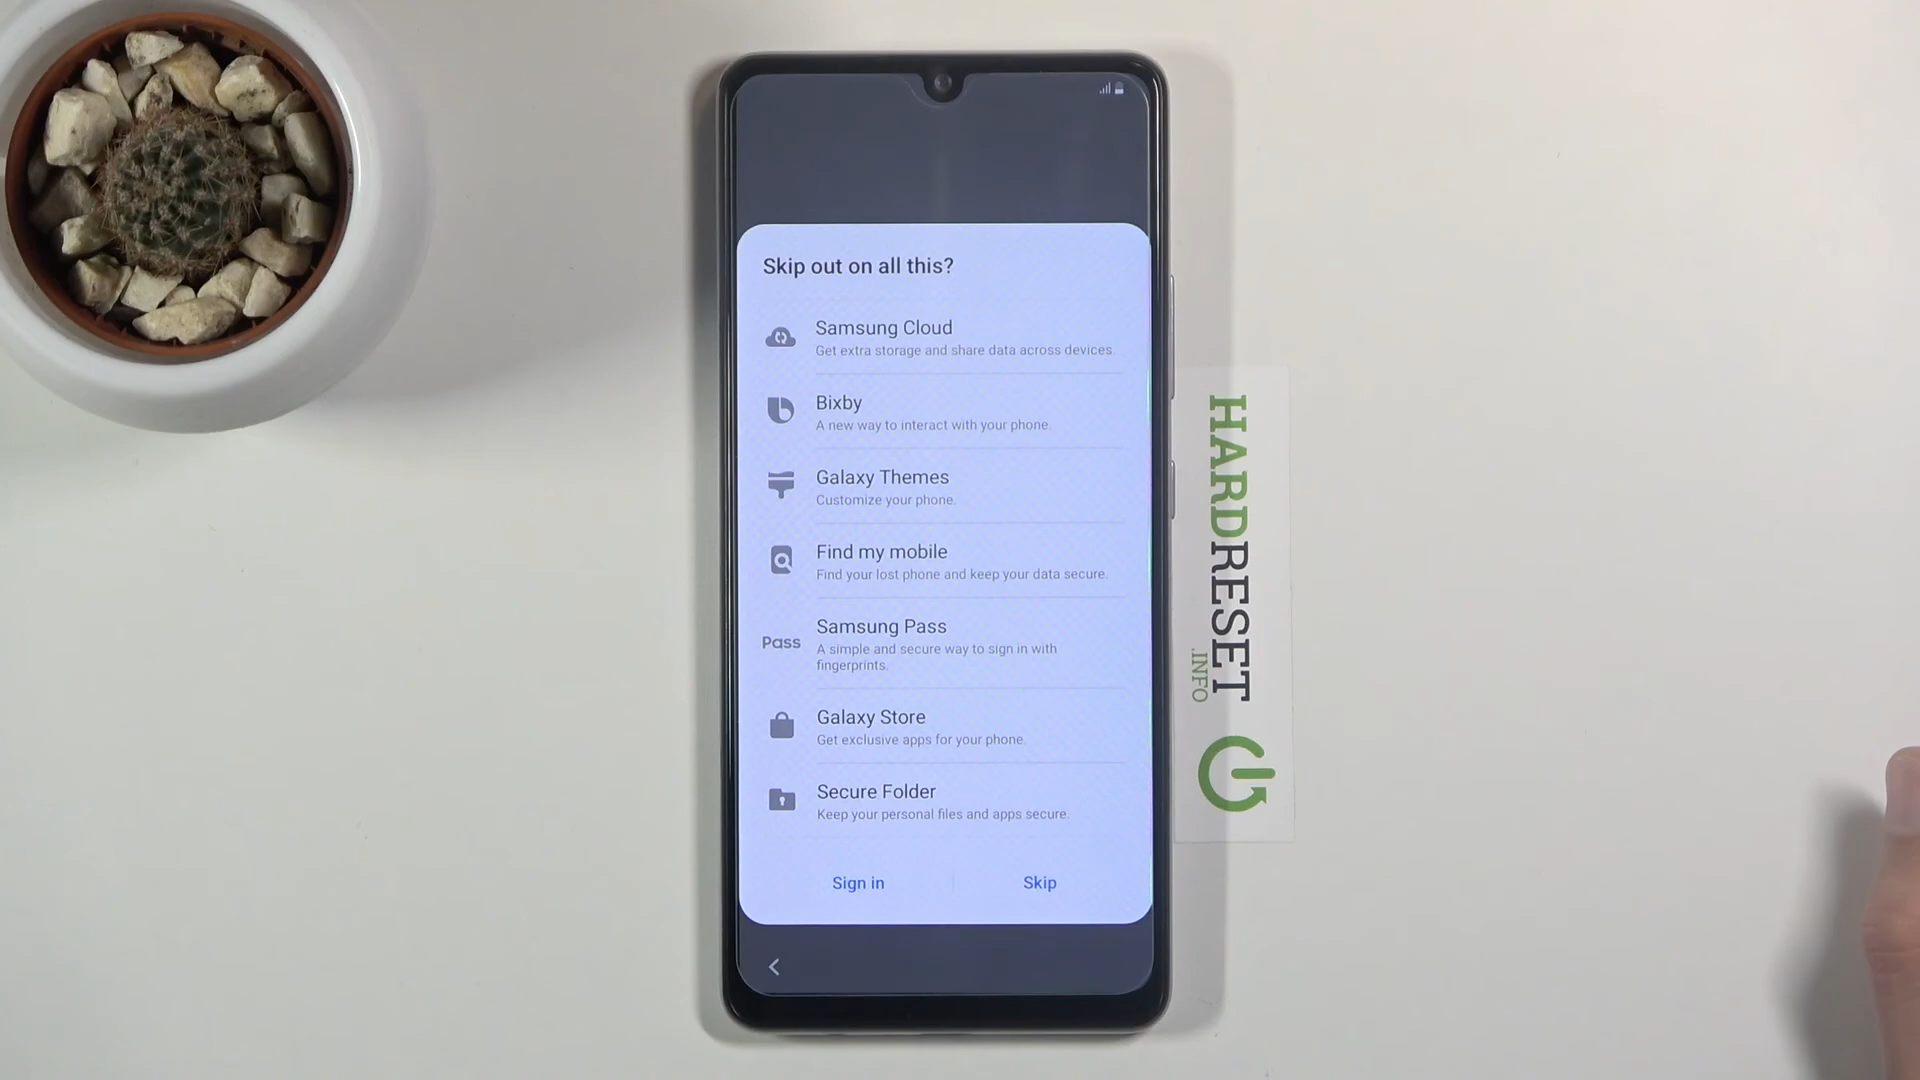 Skip out on all this?
Samsung Cloud
Get extra storage and share data across devices.
Bixby
A new way to interact with your phone.
Galaxy Themes
Customize your phone.
Find my mobile
Find your lost phone and keep your data secure.
Pass
Samsung Pass
A simple and secure way to sign in with
fingerprints.
Galaxy Store
Get exclusive apps for your phone.
Secure Folder
Keep your personal files and apps secure.
Sign in
Skip
HARDRESET
.INFO